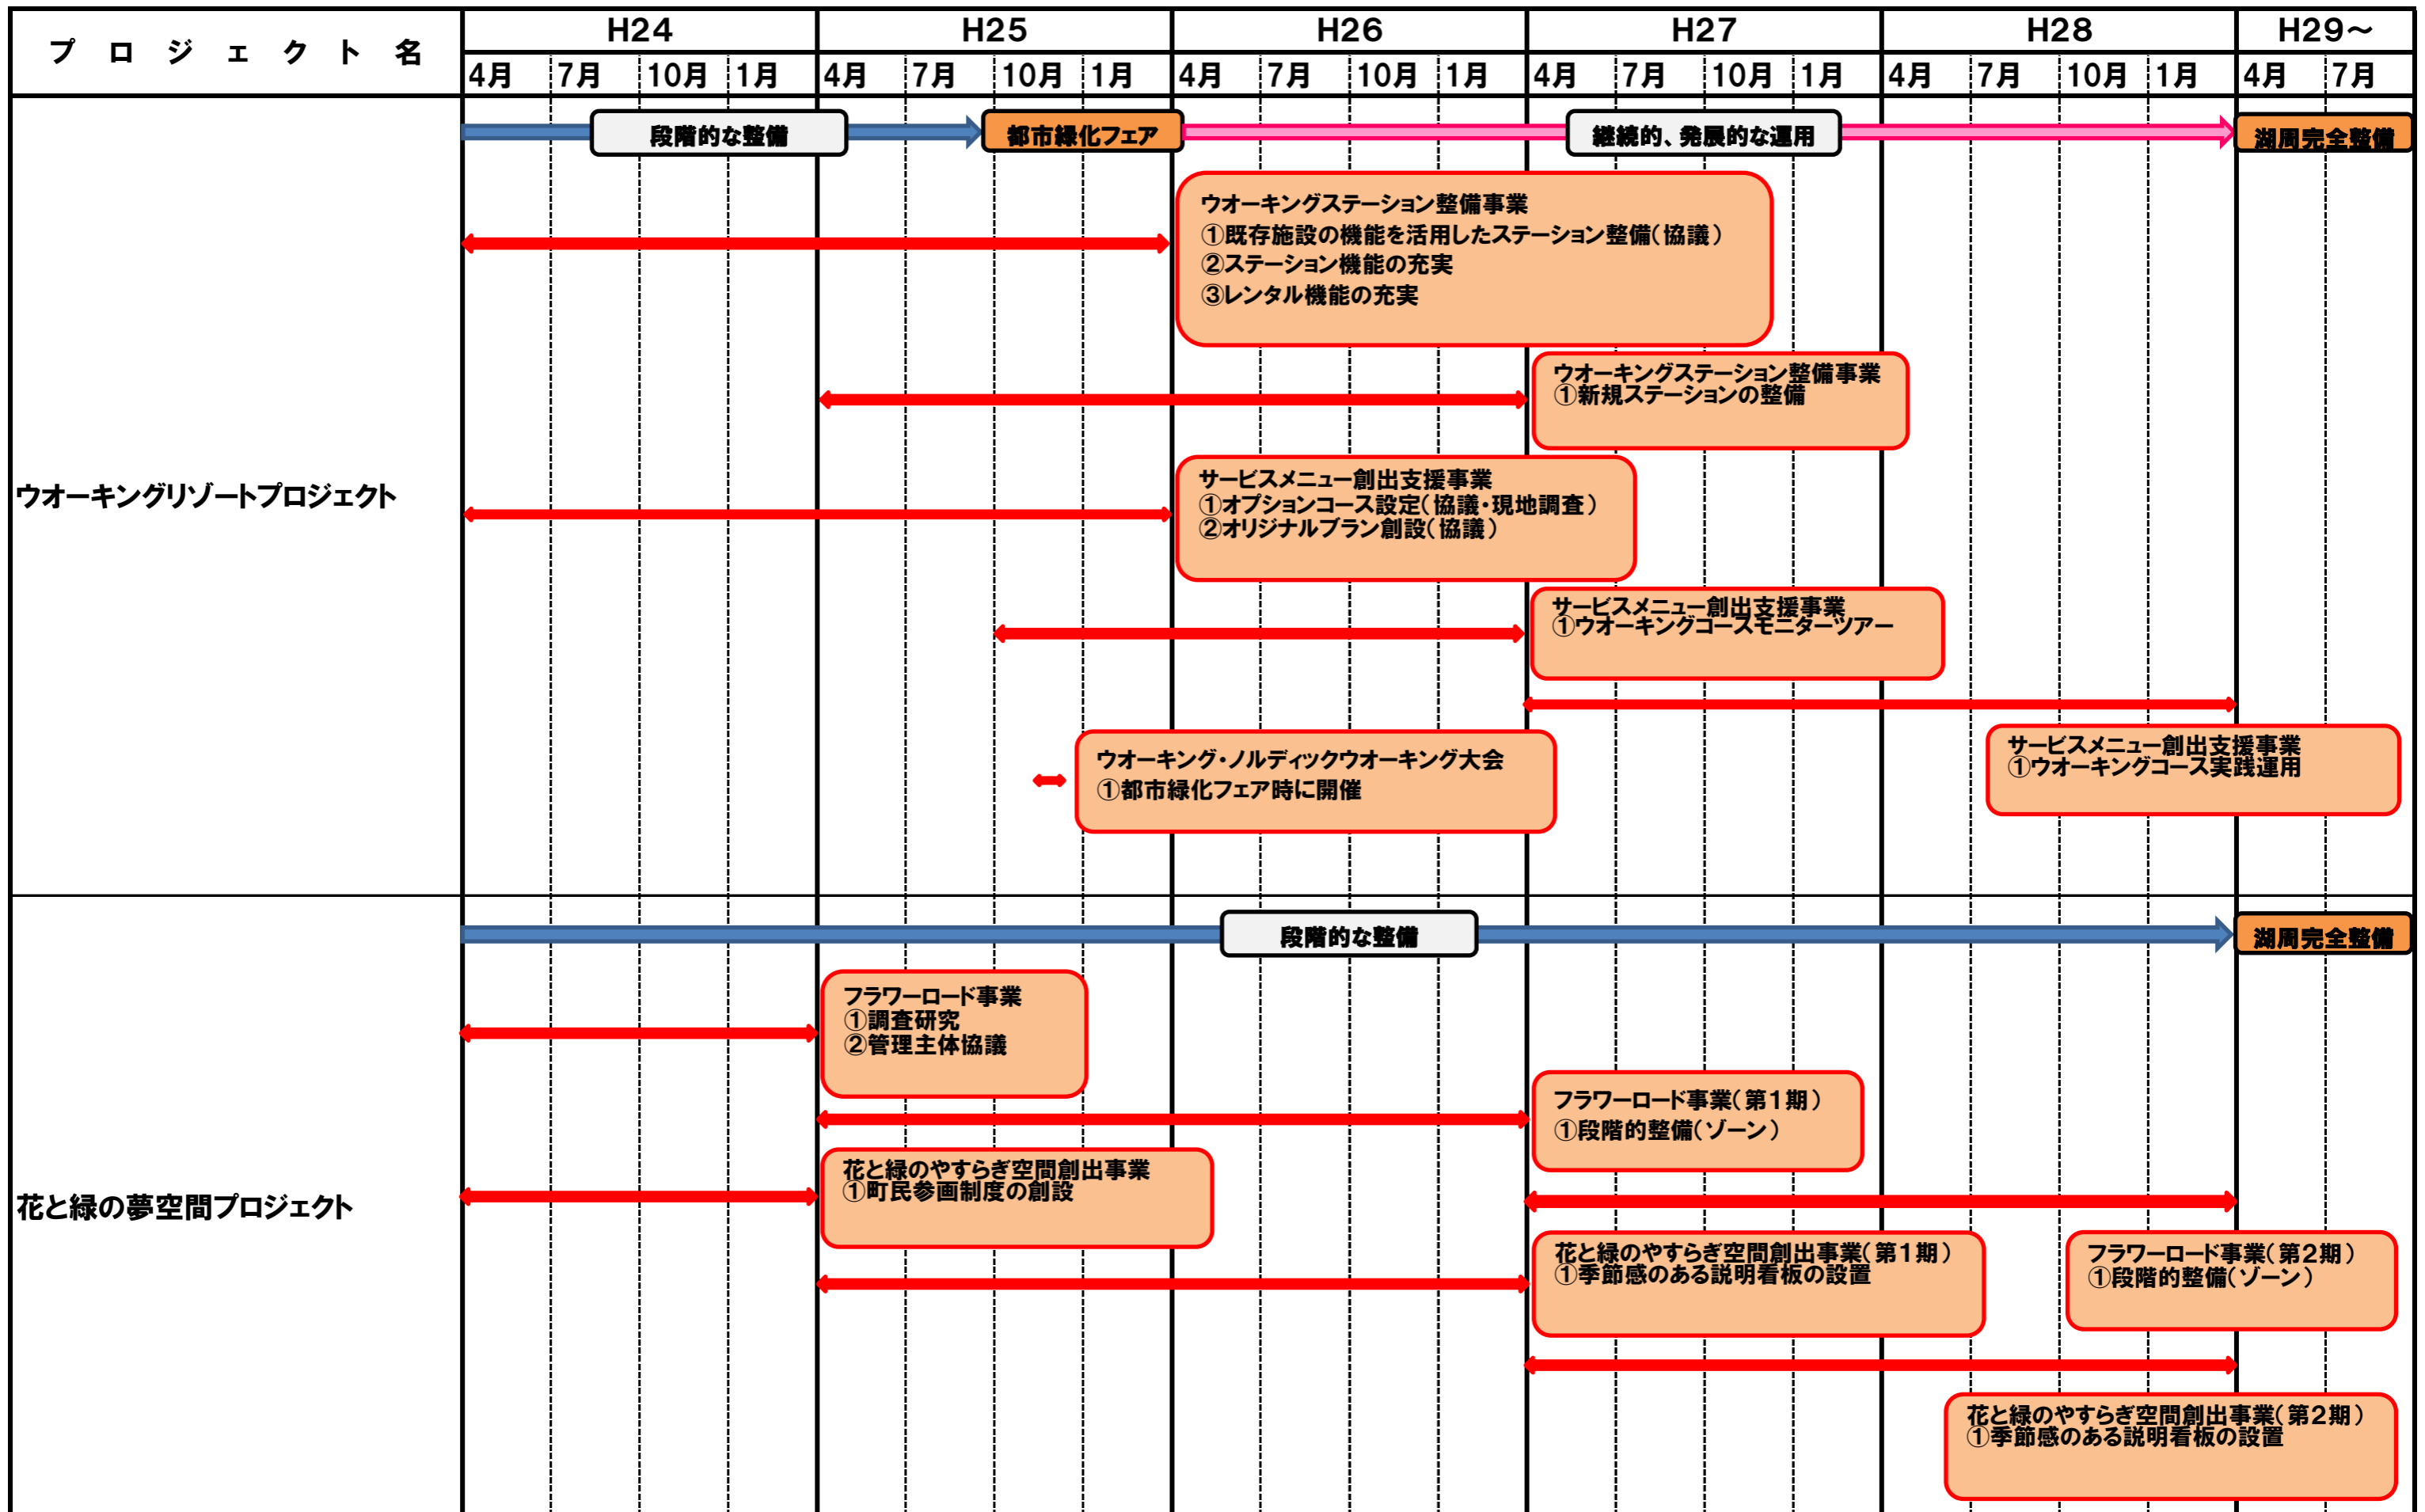 プロジェクト名
H24
H25
H26
H27
H28
H29～
4月
7月
10月
1月
4月
7月
10月
1月
4月
7月
10月
1月
4月
7月
10月
1月
4月
7月
10月
1月
4月
7月
段階的な整備
都市緑化フェア
継続的、発展的な運用
湖周完全整備
ウオーキングリゾートプロジェクト
ウオーキングステーション整備事業
①既存施設の機能を活用したステーション整備（協議）
②ステーション機能の充実
③レンタル機能の充実
ウオーキングステーション整備事業
①新規ステーションの整備
サービスメニュー創出支援事業
①オプションコース設定（協議・現地調査）
②オリジナルブラン創設（協議）
サービスメニュー創出支援事業
①ウオーキングコースモニターツアー
サービスメニュー創出支援事業
①ウオーキングコース実践運用
ウオーキング・ノルディックウオーキング大会
①都市緑化フェア時に開催
段階的な整備
湖周完全整備
花と緑の夢空間プロジェクト
フラワーロード事業
①調査研究
②管理主体協議
フラワーロード事業（第1期）
①段階的整備（ゾーン）
花と緑のやすらぎ空間創出事業
①町民参画制度の創設
花と緑のやすらぎ空間創出事業（第1期）
①季節感のある説明看板の設置
フラワーロード事業（第2期）
①段階的整備（ゾーン）
花と緑のやすらぎ空間創出事業（第2期）
①季節感のある説明看板の設置